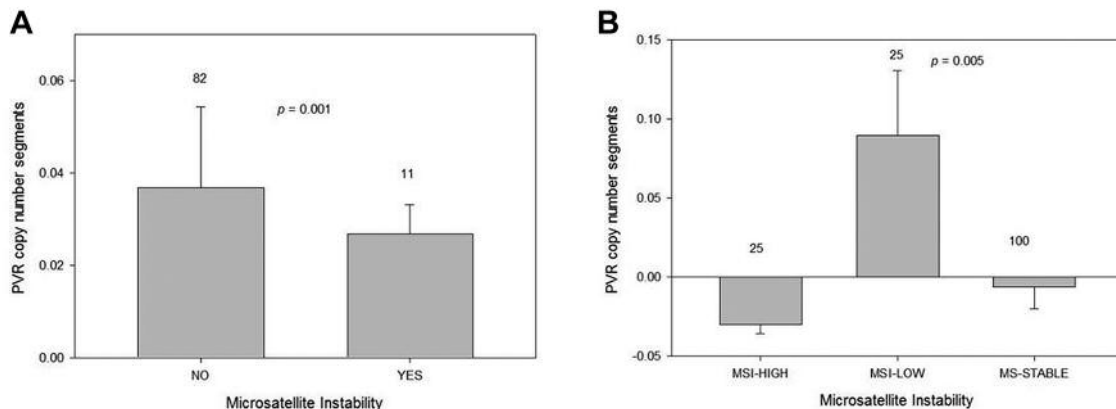 A
PVR copy number segments
0.06
0.04
0.02
0.00
82
p = 0.001
11
NO
YES
Microsatellite Instability
B
PVR copy number segments
0.15
0.10
0.05
0.00
-0.05
25
p = 0.005
100
25
MSI-HIGH
MSI-LOW
MS-STABLE
Microsatellite Instability